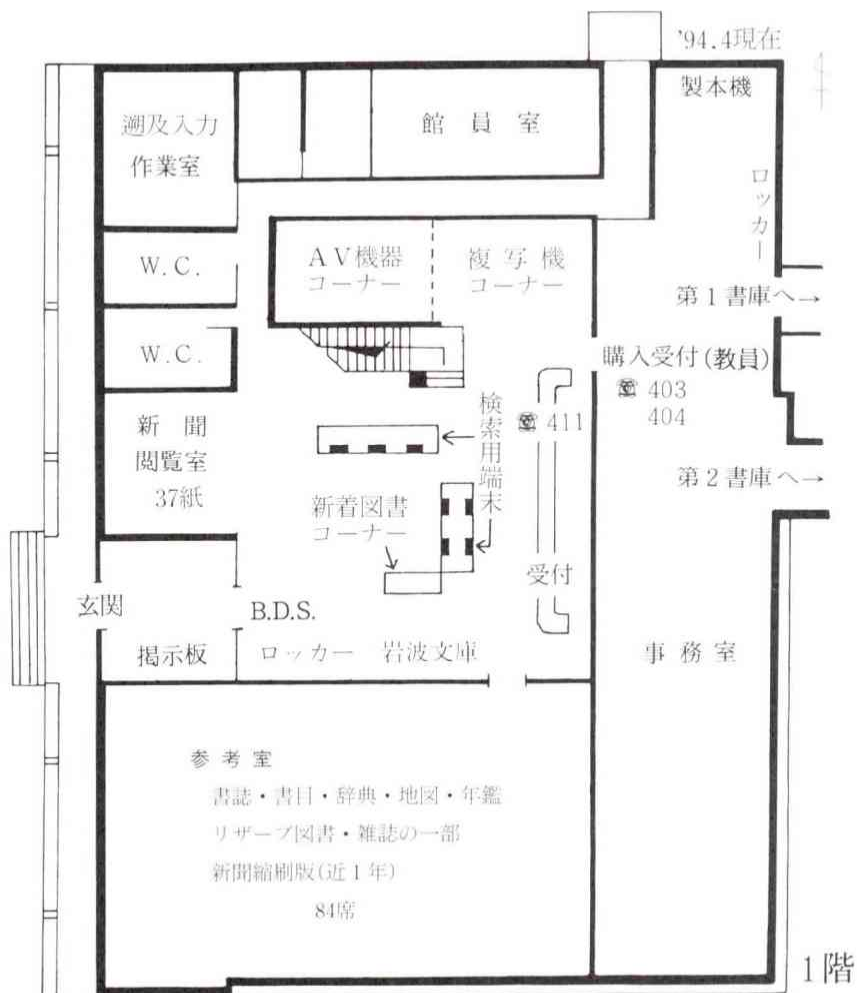 '94.4現在
製本機
遡及入力
作業室
館員室
ロッカー
W.C.
AV機器
コーナー
複写機
コーナー
第1書庫へ→
W.C.
購入受付(教員)
☎ 403
404
新聞
閲覧室
37紙
検索用端末
☎ 411
第2書庫へ→
新着図書
コーナー
受付
玄関
B.D.S.
掲示板
ロッカー
岩波文庫
事務室
参考室
書誌・書目・辞典・地図・年鑑
リザーブ図書・雑誌の一部
新聞縮刷版(近1年)
84席
1階